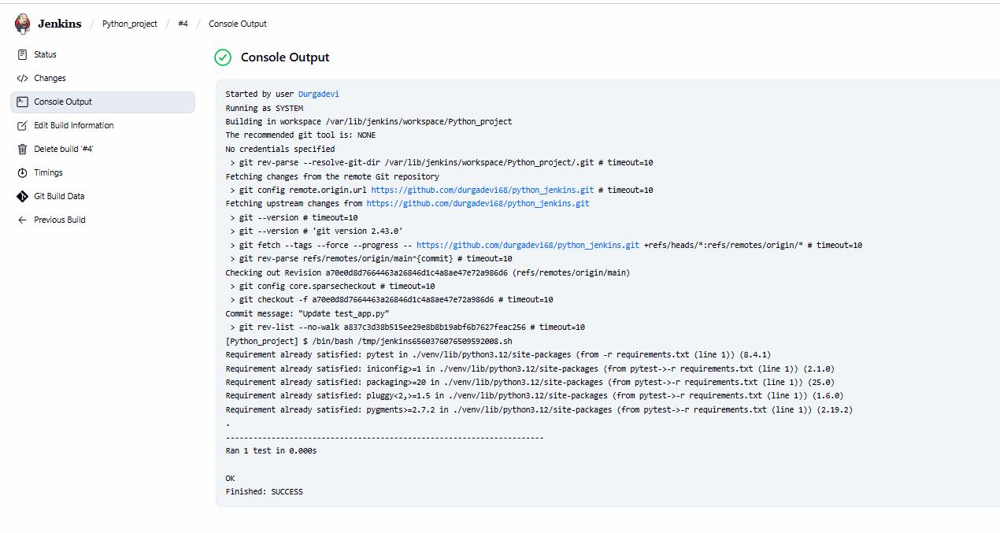 Jenkins / Python_project / #4 / Console Output
Status
Changes
Console Output
Edit Build Information
Delete build ‘#4’
Timings
Git Build Data
Previous Build
Console Output
Started by user Durgadevi
Running as SYSTEM
Building in workspace /var/lib/jenkins/workspace/Python_project
The recommended git tool is: NONE
No credentials specified
> git rev-parse --resolve-git-dir /var/lib/jenkins/workspace/Python_project/.git # timeout=10
Fetching changes from the remote Git repository
> git config remote.origin.url https://github.com/durgadevi68/python_jenkins.git # timeout=10
Fetching upstream changes from https://github.com/durgadevi68/python_jenkins.git
> git --version # timeout=10
> git --version # 'git version 2.43.0'
> git fetch --tags --force --progress -- https://github.com/durgadevi68/python_jenkins.git +refs/heads/*:refs/remotes/origin/* # timeout=10
> git rev-parse refs/remotes/origin/main^{commit} # timeout=10
Checking out Revision a70e0d8d7664463a26846d1c4a8ae47e72a986d6 (refs/remotes/origin/main)
> git config core.sparsecheckout # timeout=10
> git checkout -f a70e0d8d7664463a26846d1c4a8ae47e72a986d6 # timeout=10
Commit message: "Update test_app.py"
> git rev-list --no-walk a837c3d38b515ee29e8b8b19abf6b7627feac256 # timeout=10
[Python_project] $ /bin/bash /tmp/jenkins6560376076509592008.sh
Requirement already satisfied: pytest in ./venv/lib/python3.12/site-packages (from -r requirements.txt (line 1)) (8.4.1)
Requirement already satisfied: iniconfig>=1 in ./venv/lib/python3.12/site-packages (from pytest->-r requirements.txt (line 1)) (2.1.0)
Requirement already satisfied: packaging>=20 in ./venv/lib/python3.12/site-packages (from pytest->-r requirements.txt (line 1)) (25.0)
Requirement already satisfied: pluggy<2,>=1.5 in ./venv/lib/python3.12/site-packages (from pytest->-r requirements.txt (line 1)) (1.6.0)
Requirement already satisfied: pygments>=2.7.2 in ./venv/lib/python3.12/site-packages (from pytest->-r requirements.txt (line 1)) (2.19.2)
.
----------------------------------------------------------------------
Ran 1 test in 0.000s
OK
Finished: SUCCESS